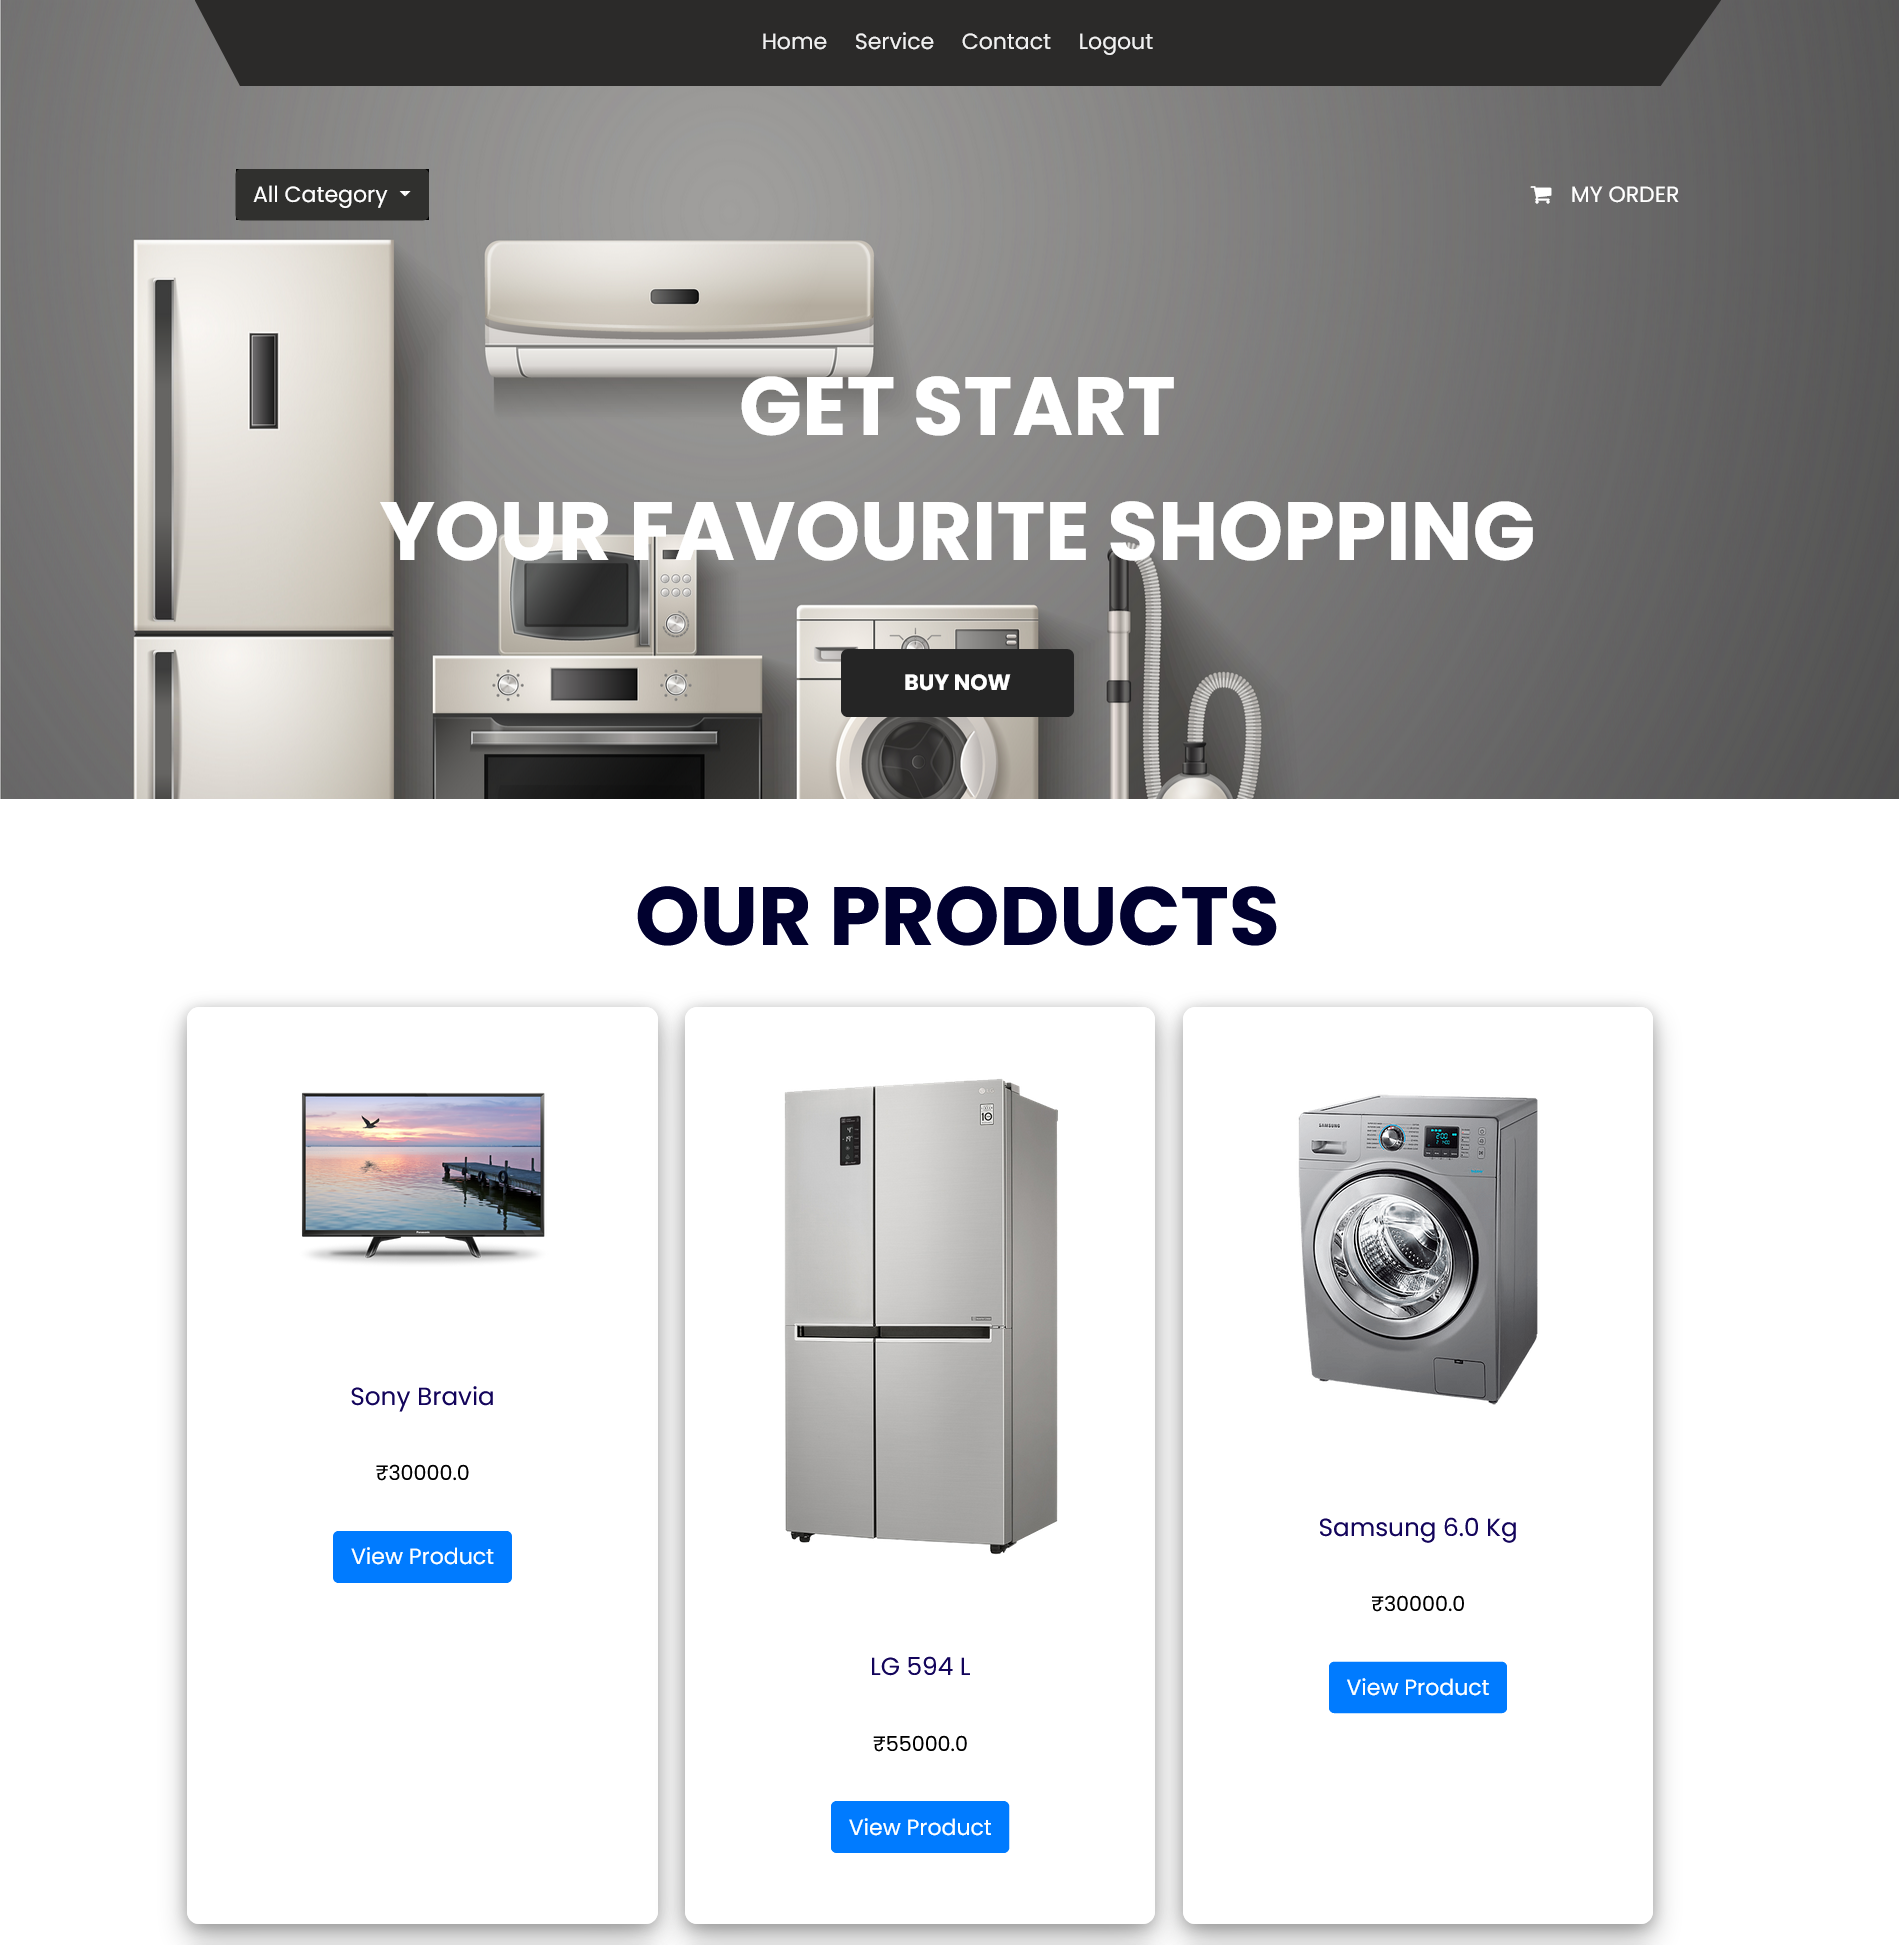 Home Service Contact Logout
All Category
MY ORDER
GET START
YOUR FAVOURITE SHOPPING
BUY NOW
OUR PRODUCTS
SAMSUNG
Sony Bravia
₹30000.0
View Product
LG 594 L
₹55000.0
View Product
Samsung 6.0 Kg
₹30000.0
View Product